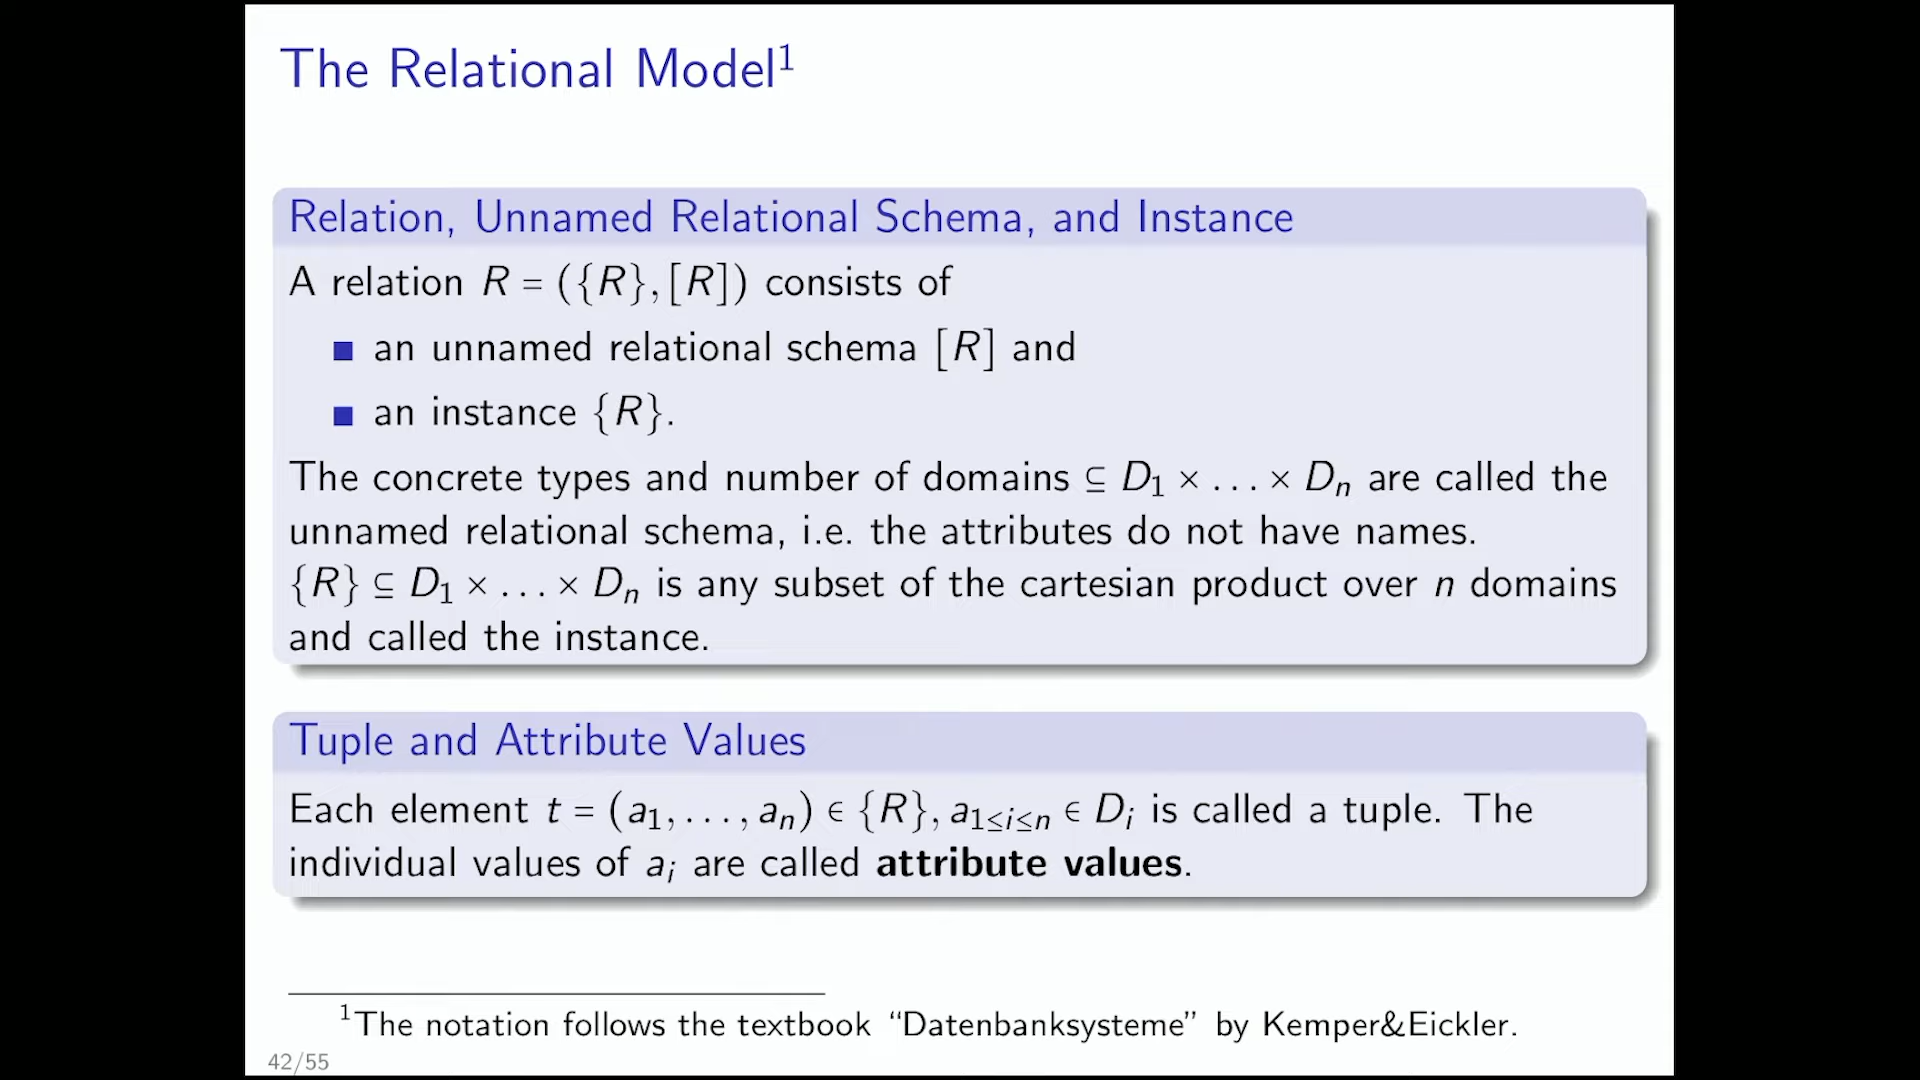 The Relational Model¹
Relation, Unnamed Relational Schema, and Instance
A relation R = ({R}, [R]) consists of
■ an unnamed relational schema [R] and
■ an instance {R}.
The concrete types and number of domains ⊆ D₁ × . . . × Dₙ are called the
unnamed relational schema, i.e. the attributes do not have names.
{R} ⊆ D₁ × . . . × Dₙ is any subset of the cartesian product over n domains
and called the instance.
Tuple and Attribute Values
Each element t = (a₁, . . . , aₙ) ∈ {R}, a₁≤ᵢ≤ₙ ∈ Dᵢ is called a tuple. The
individual values of aᵢ are called attribute values.
¹The notation follows the textbook “Datenbanksysteme” by Kemper&Eickler.
42/55